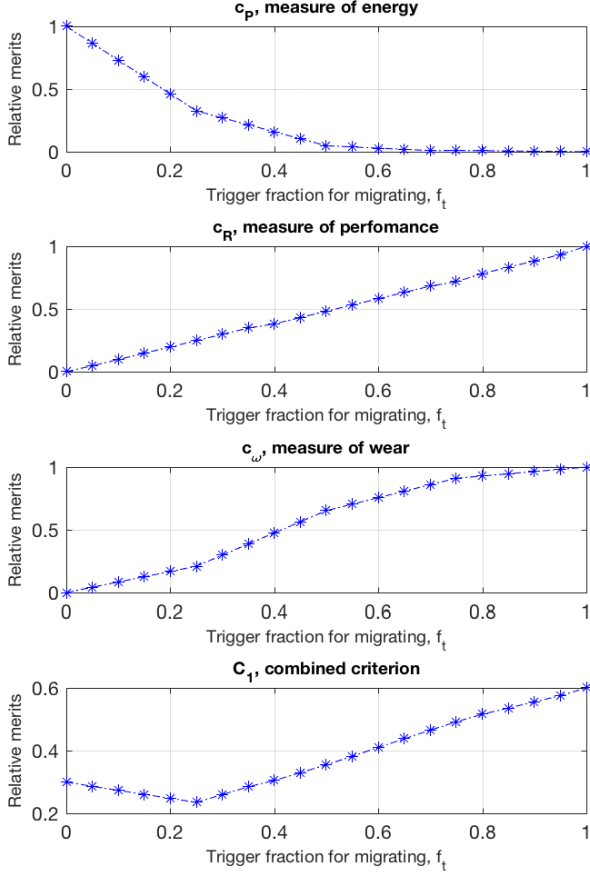 c_P, measure of energy
Relative merits
1
0.5
0
0 0.2 0.4 0.6 0.8 1
Trigger fraction for migrating, f_t
c_R, measure of perfomance
Relative merits
1
0.5
0
0 0.2 0.4 0.6 0.8 1
Trigger fraction for migrating, f_t
c_ω, measure of wear
Relative merits
1
0.5
0
0 0.2 0.4 0.6 0.8 1
Trigger fraction for migrating, f_t
C_1, combined criterion
Relative merits
0.6
0.4
0.2
0 0.2 0.4 0.6 0.8 1
Trigger fraction for migrating, f_t